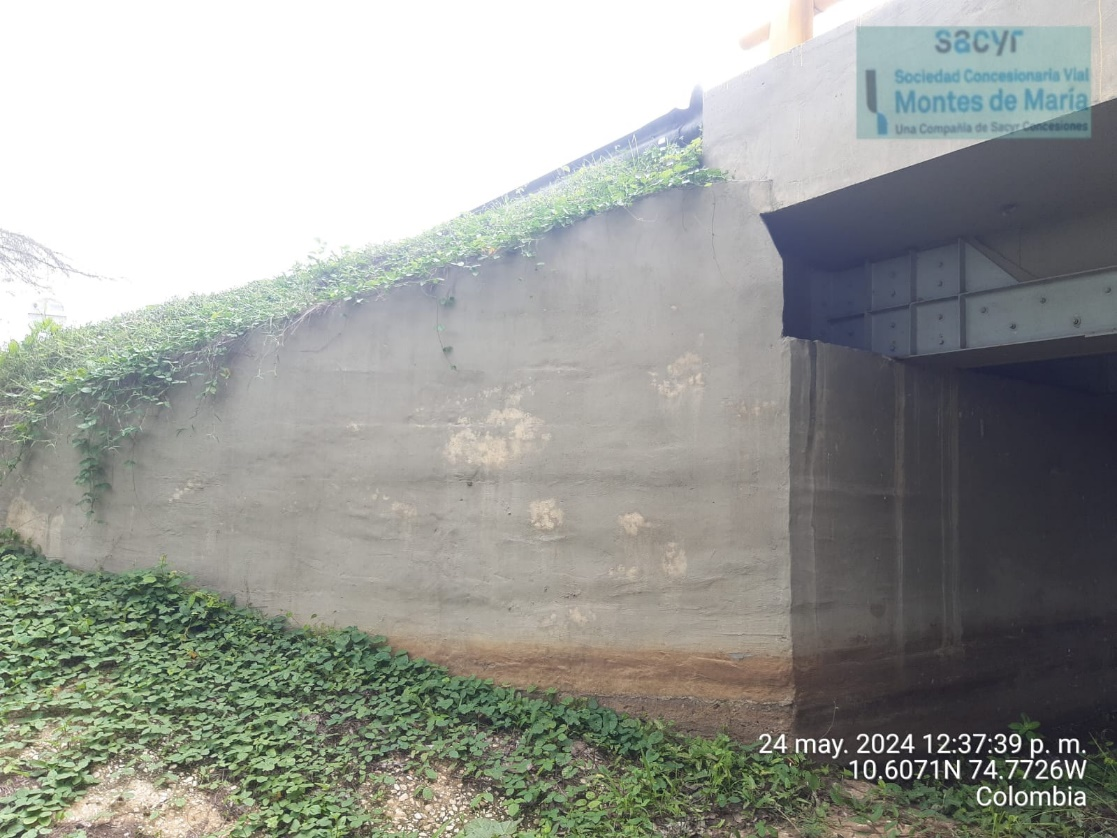 sacyr
Sociedad Concesionaria Vial
Montes de María
Una Compañía de Sacyr Concesiones
24 may. 2024 12:37:39 p. m.
10.6071N 74.7726W
Colombia